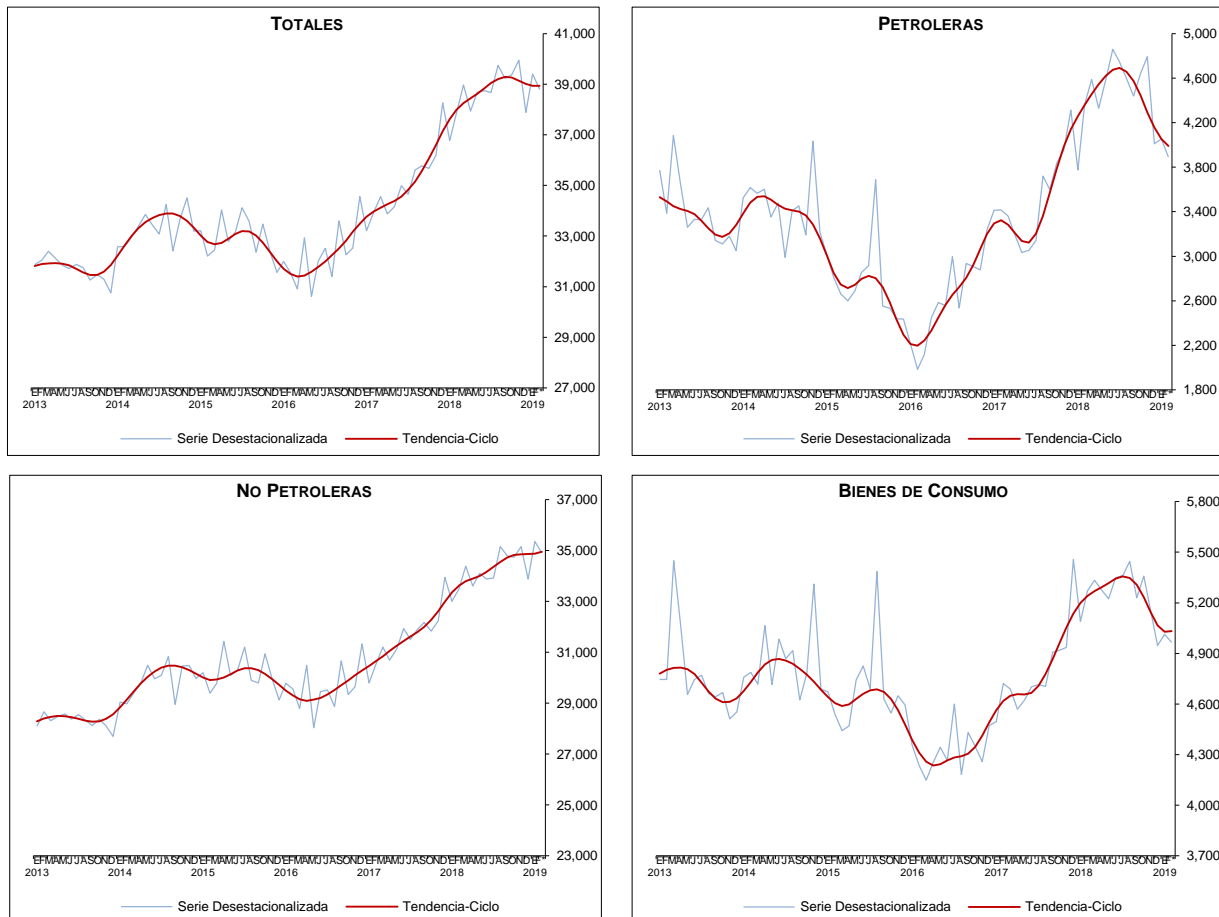 TOTALES
41,000
39,000
37,000
35,000
33,000
31,000
29,000
27,000
2013 2014 2015 2016 2017 2018 2019
Serie Desestacionalizada Tendencia-Ciclo
PETROLERAS
5,000
4,600
4,200
3,800
3,400
3,000
2,600
2,200
1,800
2013 2014 2015 2016 2017 2018 2019
Serie Desestacionalizada Tendencia-Ciclo
NO PETROLERAS
37,000
35,000
33,000
31,000
29,000
27,000
25,000
23,000
2013 2014 2015 2016 2017 2018 2019
Serie Desestacionalizada Tendencia-Ciclo
BIENES DE CONSUMO
5,800
5,500
5,200
4,900
4,600
4,300
4,000
3,700
2013 2014 2015 2016 2017 2018 2019
Serie Desestacionalizada Tendencia-Ciclo